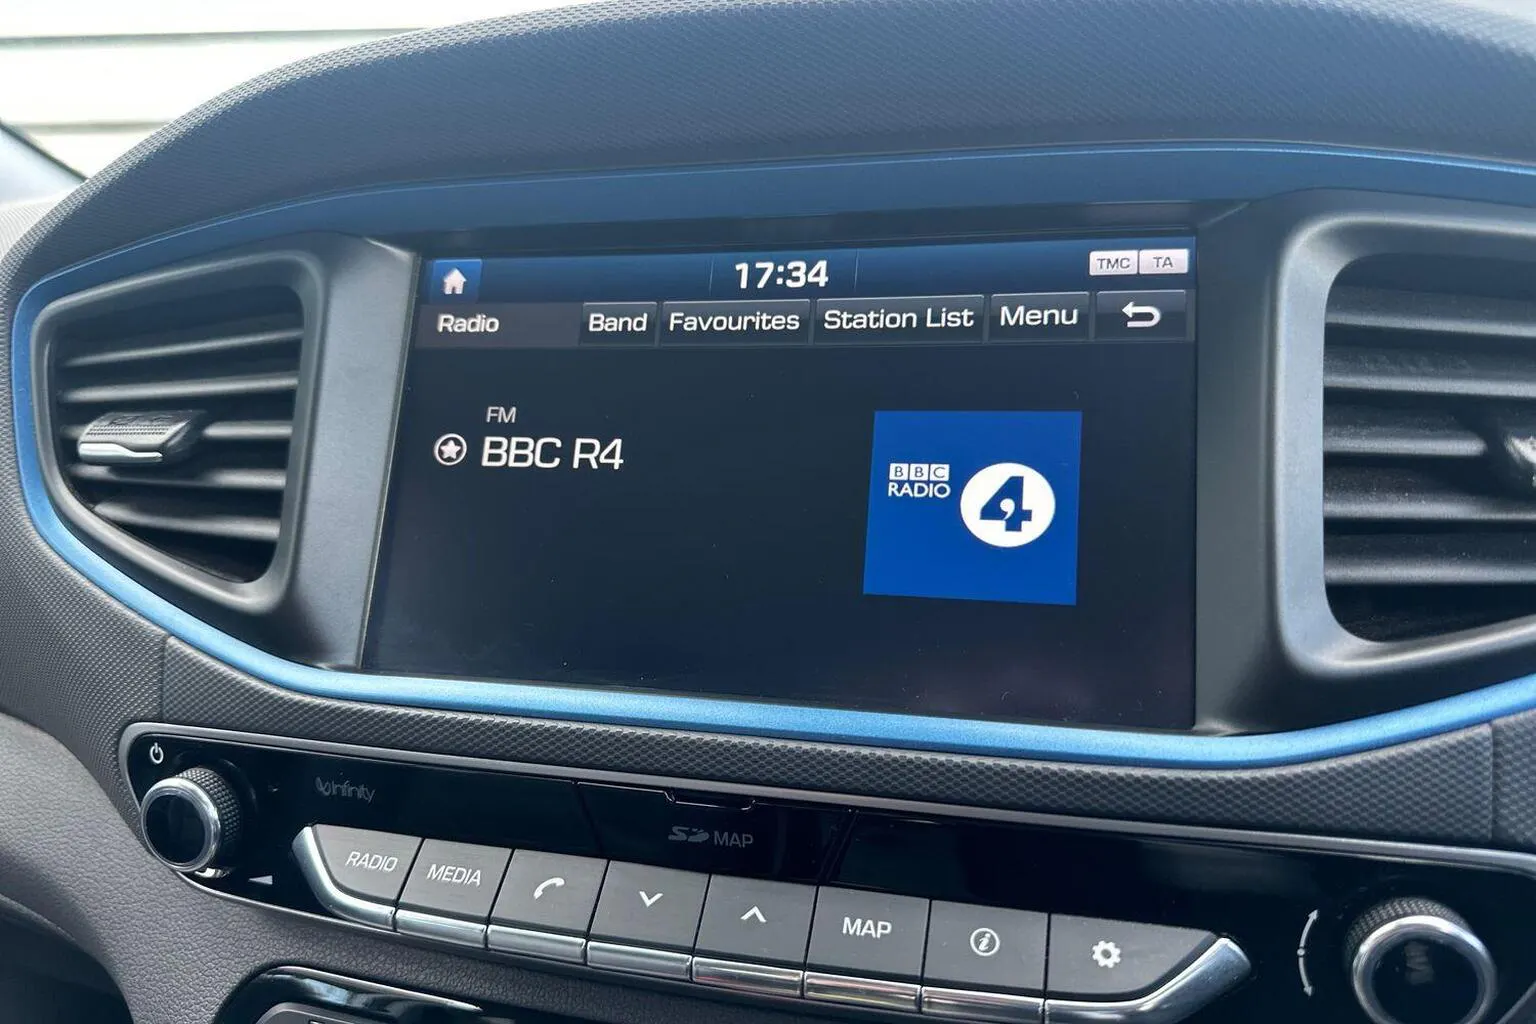 17:34
TMC TA
Radio Band Favourites Station List Menu
FM
BBC R4
BBC
RADIO 4
infinity
SD MAP
RADIO MEDIA MAP i